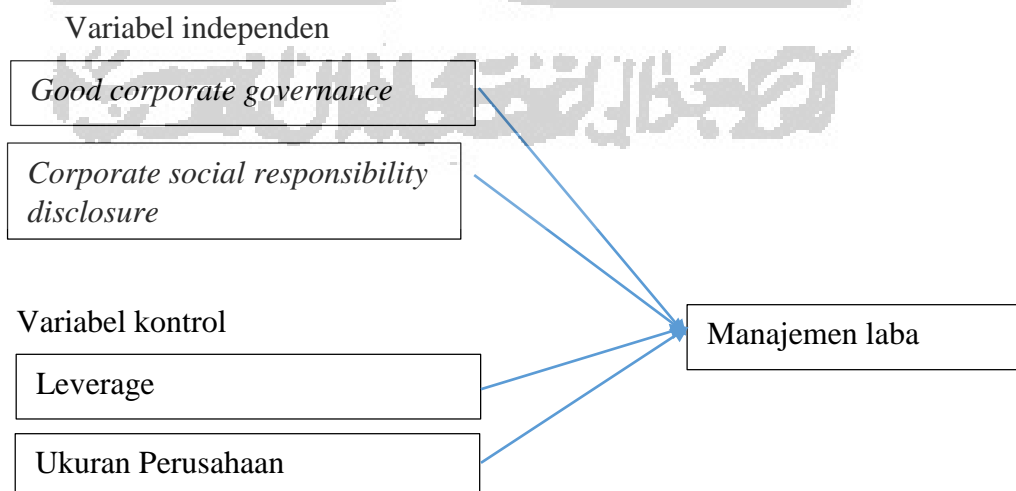 Variabel independen
Good corporate governance
Corporate social responsibility
disclosure
Variabel kontrol
Manajemen laba
Leverage
Ukuran Perusahaan